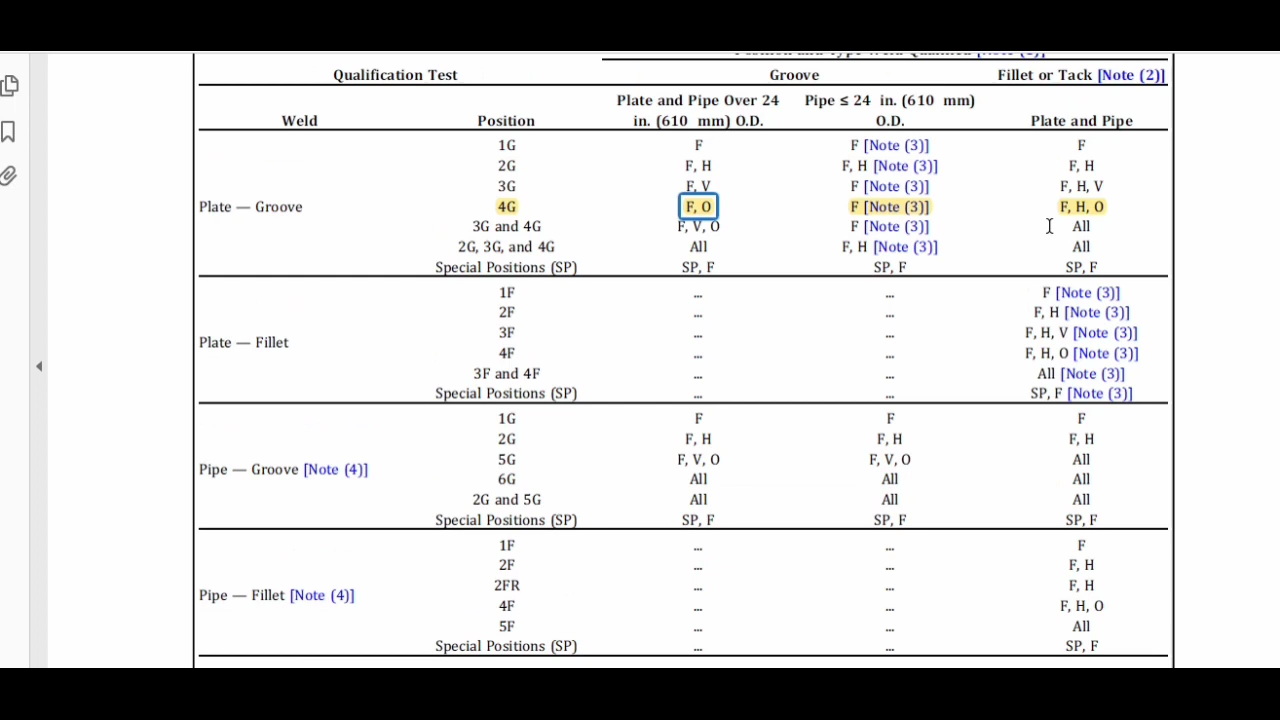 Qualification Test Groove Fillet or Tack [Note (2)]
Plate and Pipe Over 24 Pipe ≤ 24 in. (610 mm)
Weld Position in. (610 mm) O.D. O.D. Plate and Pipe
1G F F [Note (3)] F
2G F, H F, H [Note (3)] F, H
3G F, V F [Note (3)] F, H, V
Plate — Groove 4G F, O F [Note (3)] F, H, O
3G and 4G F, V, O F [Note (3)] All
2G, 3G, and 4G All F, H [Note (3)] All
Special Positions (SP) SP, F SP, F SP, F
1F ... ... F [Note (3)]
2F ... ... F, H [Note (3)]
3F ... ... F, H, V [Note (3)]
Plate — Fillet
4F ... ... F, H, O [Note (3)]
3F and 4F ... ... All [Note (3)]
Special Positions (SP) ... ... SP, F [Note (3)]
1G F F F
2G F, H F, H F, H
5G F, V, O F, V, O All
Pipe — Groove [Note (4)]
6G All All All
2G and 5G All All All
Special Positions (SP) SP, F SP, F SP, F
1F ... ... F
2F ... ... F, H
2FR ... ... F, H
Pipe — Fillet [Note (4)]
4F ... ... F, H, O
5F ... ... All
Special Positions (SP) ... ... SP, F